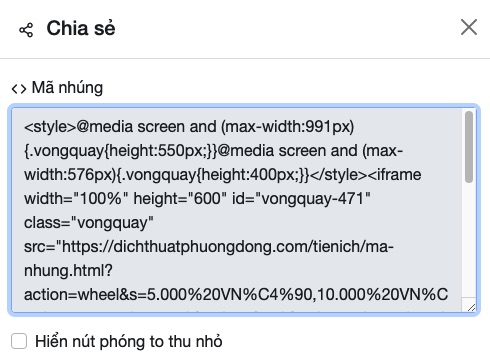 Chia sẻ
<> Mã nhúng
<style>@media screen and (max-width:991px)
{.vongquay{height:550px;}}@media screen and (max-
width:576px){.vongquay{height:400px;}}</style><iframe
width="100%" height="600" id="vongquay-471"
class="vongquay"
src="https://dichthuatphuongdong.com/tienich/ma-
nhung.html?
action=wheel&s=5.000%20VN%C4%90,10.000%20VN%C
Hiển nút phóng to thu nhỏ